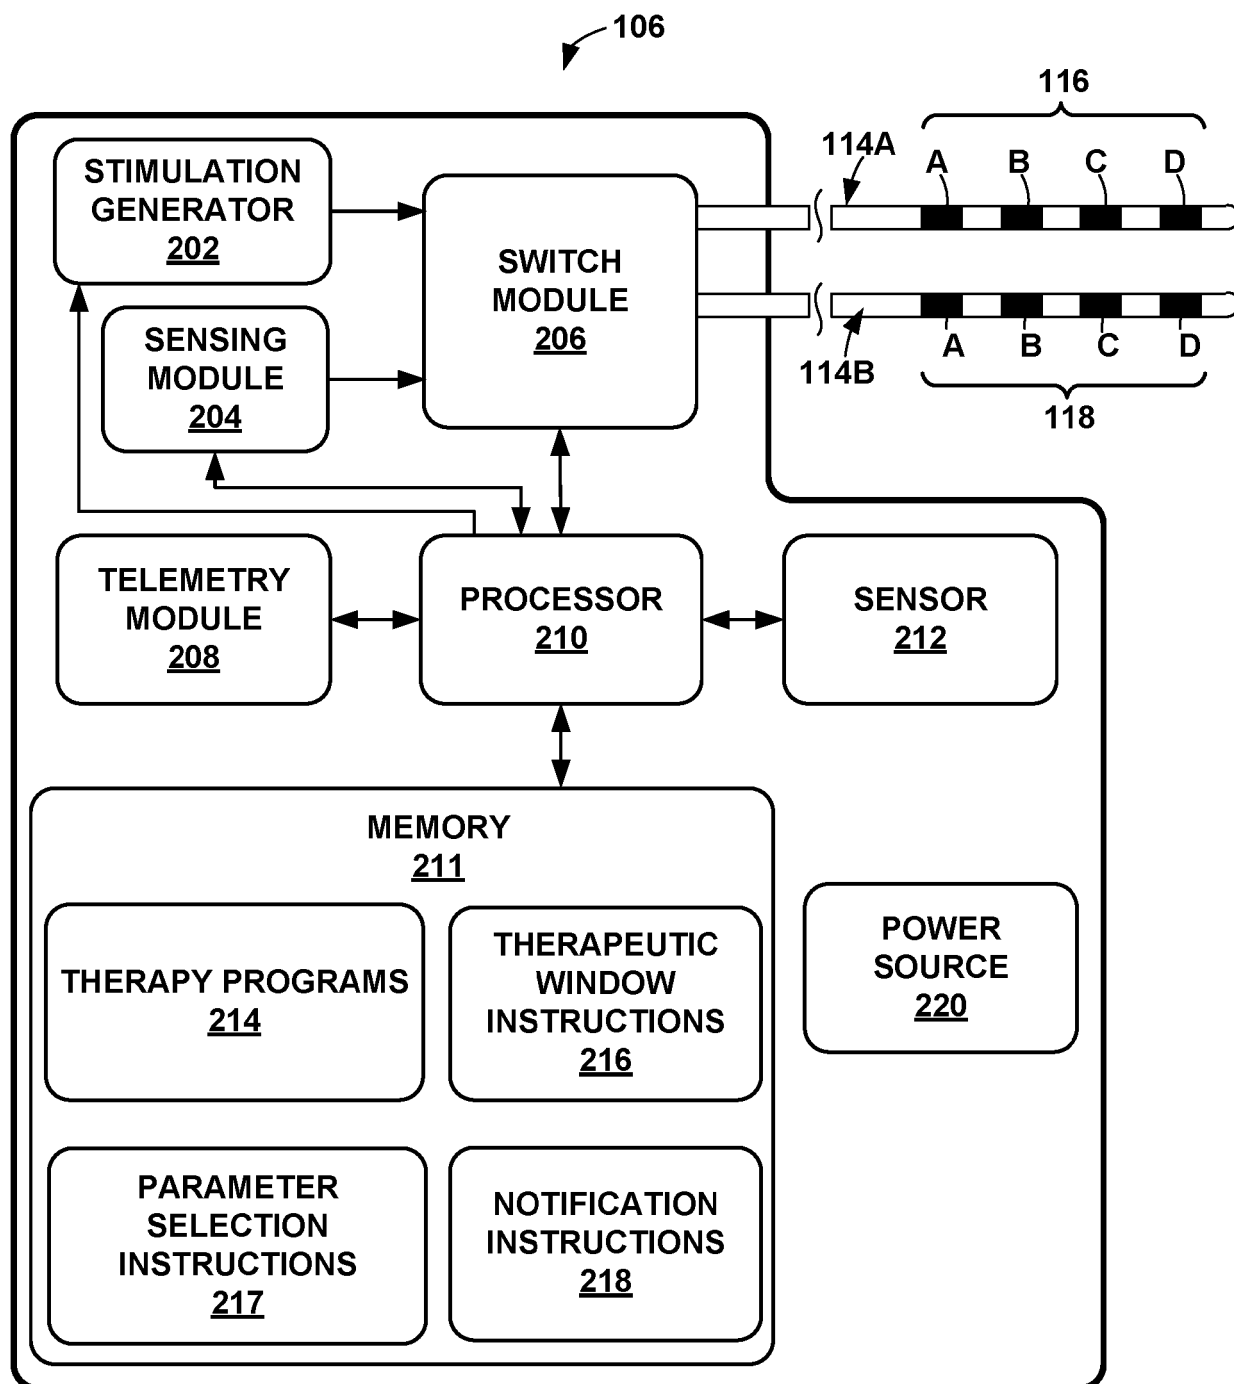 106
116
114A
A B C D
STIMULATION
GENERATOR
202
SWITCH
MODULE
206
SENSING
MODULE
204
A B C D
114B
118
TELEMETRY
MODULE
208
PROCESSOR
210
SENSOR
212
MEMORY
211
THERAPY PROGRAMS
214
THERAPEUTIC
WINDOW
INSTRUCTIONS
216
POWER
SOURCE
220
PARAMETER
SELECTION
INSTRUCTIONS
217
NOTIFICATION
INSTRUCTIONS
218